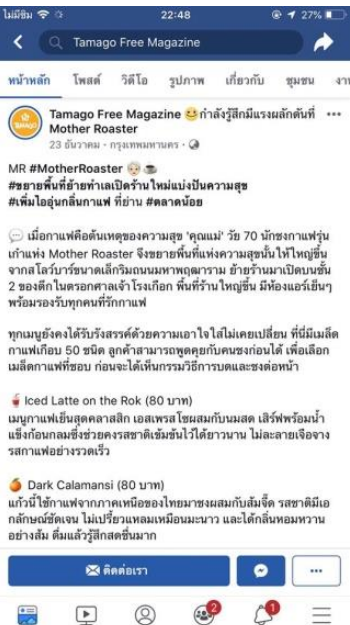 ไม่มีซิม 22:48 27%
Tamago Free Magazine
หน้าหลัก โพสต์ วิดีโอ รูปภาพ เกี่ยวกับ ชุมชน งาน
TAMAGO
Tamago Free Magazine 😊กำลังรู้สึกมีแรงผลักดันที่
Mother Roaster
23 ธันวาคม · กรุงเทพมหานคร ·
MR #MotherRoaster 👵🏻☕
#ขยายพื้นที่ย้ายทำเลเปิดร้านใหม่แบ่งปันความสุข
#เพิ่มไออุ่นกลิ่นกาแฟ ที่ย่าน #ตลาดน้อย
💬 เมื่อกาแฟคือต้นเหตุของความสุข 'คุณแม่' วัย 70 นักชงกาแฟรุ่น
เก๋าแห่ง Mother Roaster จึงขยายพื้นที่แห่งความสุขนั้นให้ใหญ่ขึ้น
จากสโลว์บาร์ขนาดเล็กริมถนนมหาพฤฒาราม ย้ายร้านมาเปิดบนชั้น
2 ของตึกในตรอกศาลเจ้าโรงเกือก พื้นที่ร้านใหญ่ขึ้น มีห้องแอร์เย็นๆ
พร้อมรองรับทุกคนที่รักกาแฟ
ทุกเมนูยังคงได้รับรังสรรค์ด้วยความเอาใจใส่ไม่เคยเปลี่ยน ที่นี่มีเมล็ด
กาแฟเกือบ 50 ชนิด ลูกค้าสามารถพูดคุยกับคนชงก่อนได้ เพื่อเลือก
เมล็ดกาแฟที่ชอบ ก่อนจะได้เห็นกรรมวิธีการบดและชงต่อหน้า
🍹 Iced Latte on the Rok (80 บาท)
เมนูกาแฟเย็นสุดคลาสสิก เอสเพรสโซผสมกับนมสด เสิร์ฟพร้อมน้ำ
แข็งก้อนกลมซึ่งช่วยคงรสชาติเข้มข้นไว้ได้ยาวนาน ไม่ละลายเจือจาง
รสกาแฟอย่างรวดเร็ว
🍊 Dark Calamansi (80 บาท)
แก้วนี้ใช้กาแฟจากภาคเหนือของไทยมาชงผสมกับส้มจี๊ด รสชาติมีเอ
กลักษณ์ชัดเจน ไม่เปรี้ยวแหลมเหมือนมะนาว และได้กลิ่นหอมหวาน
อย่างส้ม ดื่มแล้วรู้สึกสดชื่นมาก
ติดต่อเรา
2 1